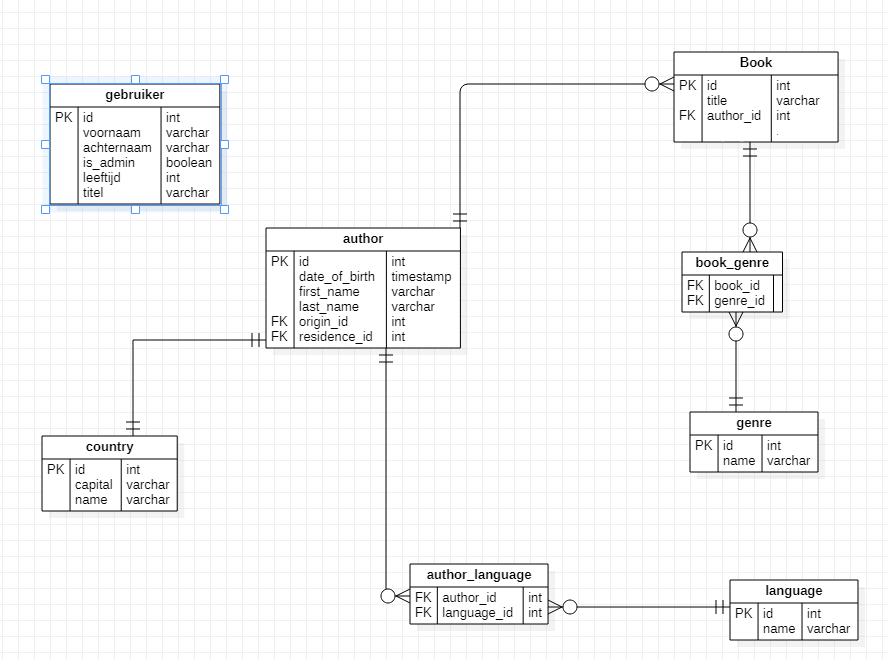 gebruiker
PK id int
voornaam varchar
achternaam varchar
is_admin boolean
leeftijd int
titel varchar
Book
PK id int
title varchar
FK author_id int
.
author
PK id int
date_of_birth timestamp
first_name varchar
last_name varchar
FK origin_id int
FK residence_id int
book_genre
FK book_id
FK genre_id
country
PK id int
capital varchar
name varchar
genre
PK id int
name varchar
author_language
FK author_id int
FK language_id int
language
PK id int
name varchar